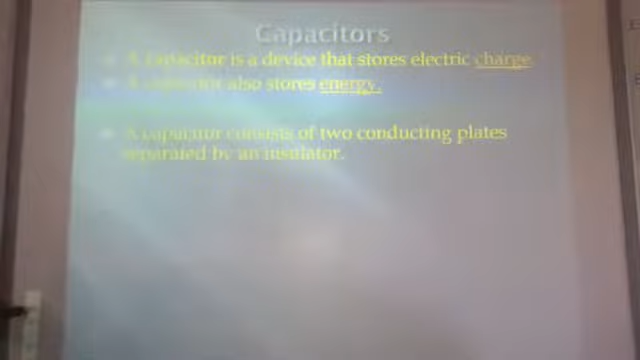 Capacitors
A capacitor is a device that stores electric charge.
A capacitor also stores energy.
A capacitor consists of two conducting plates
separated by an insulator.